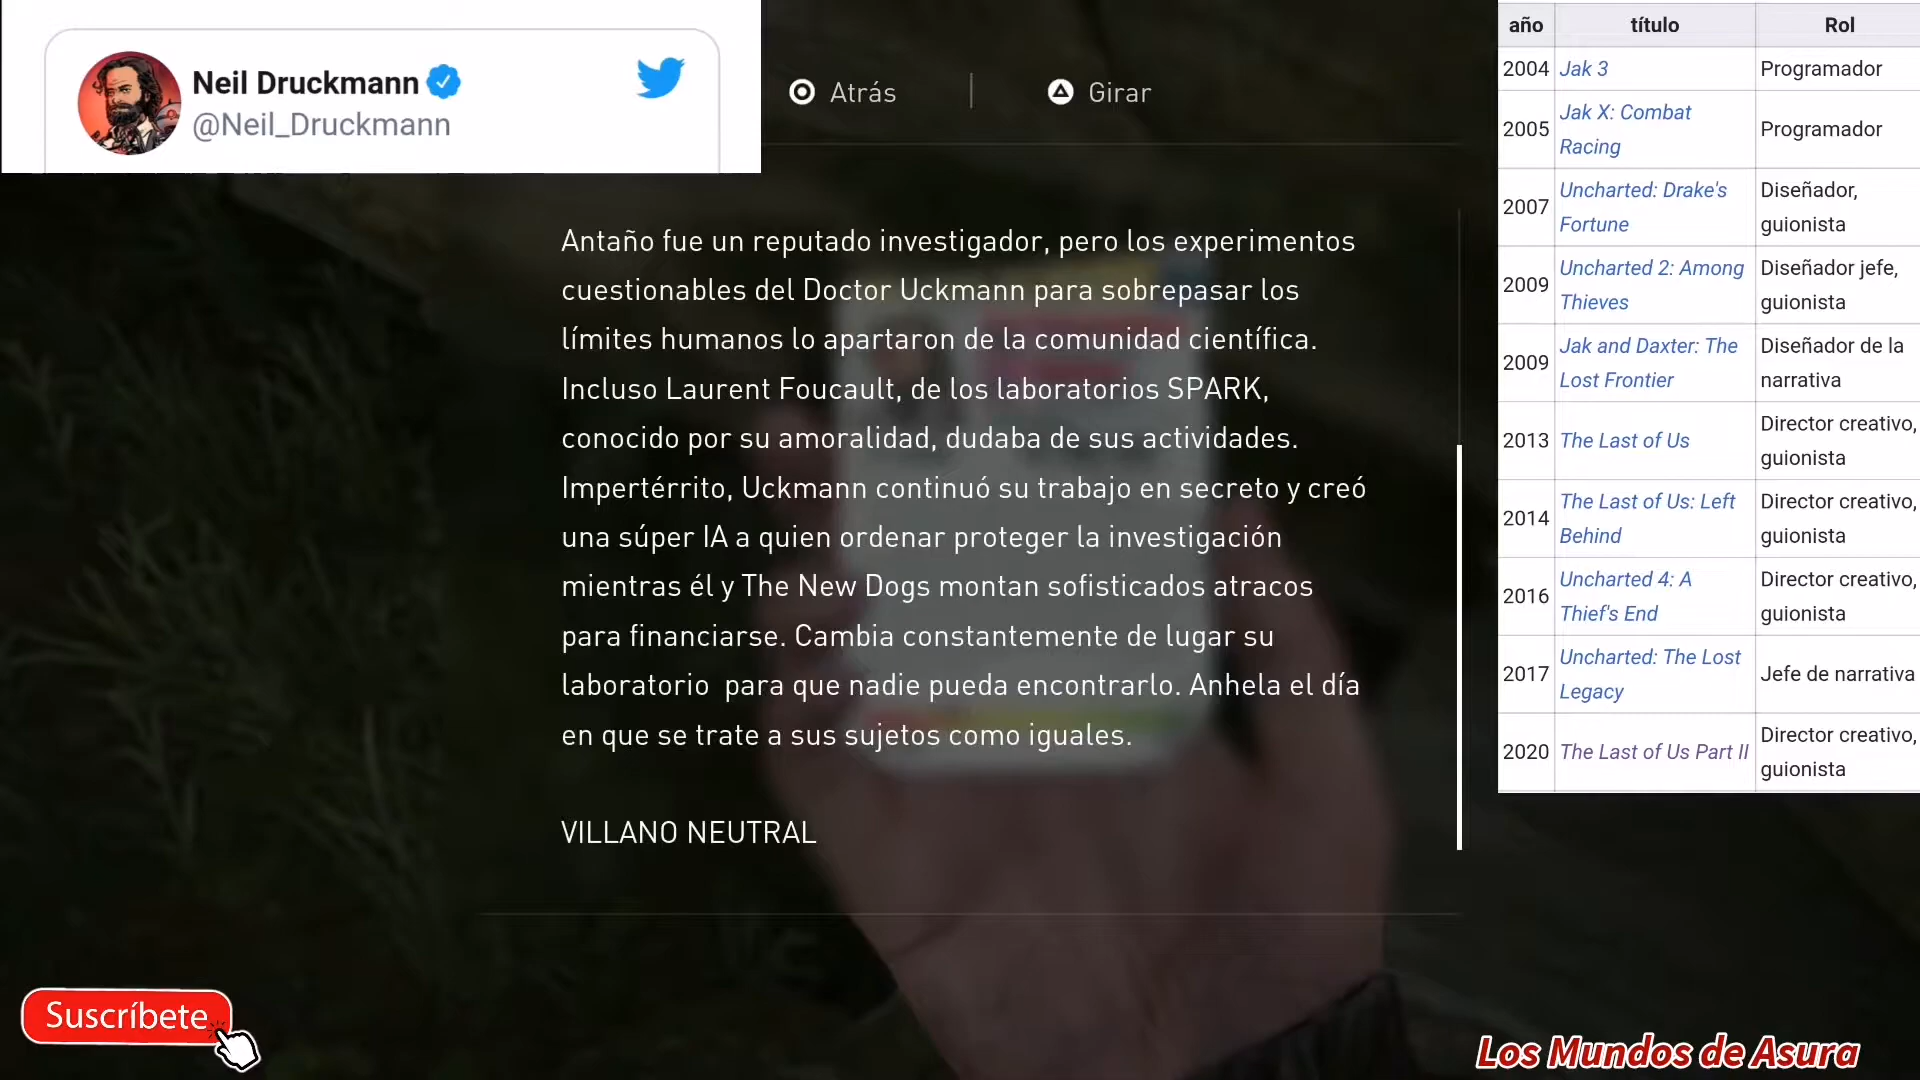 Neil Druckmann
@Neil_Druckmann
Atrás | Girar
Antaño fue un reputado investigador, pero los experimentos
cuestionables del Doctor Uckmann para sobrepasar los
límites humanos lo apartaron de la comunidad científica.
Incluso Laurent Foucault, de los laboratorios SPARK,
conocido por su amoralidad, dudaba de sus actividades.
Impertérrito, Uckmann continuó su trabajo en secreto y creó
una súper IA a quien ordenar proteger la investigación
mientras él y The New Dogs montan sofisticados atracos
para financiarse. Cambia constantemente de lugar su
laboratorio para que nadie pueda encontrarlo. Anhela el día
en que se trate a sus sujetos como iguales.
VILLANO NEUTRAL
año título Rol
2004 Jak 3 Programador
2005 Jak X: Combat
Racing Programador
2007 Uncharted: Drake's
Fortune Diseñador,
guionista
2009 Uncharted 2: Among
Thieves Diseñador jefe,
guionista
2009 Jak and Daxter: The
Lost Frontier Diseñador de la
narrativa
2013 The Last of Us Director creativo,
guionista
2014 The Last of Us: Left
Behind Director creativo,
guionista
2016 Uncharted 4: A
Thief's End Director creativo,
guionista
2017 Uncharted: The Lost
Legacy Jefe de narrativa
2020 The Last of Us Part II Director creativo,
guionista
Suscríbete
Los Mundos de Asura